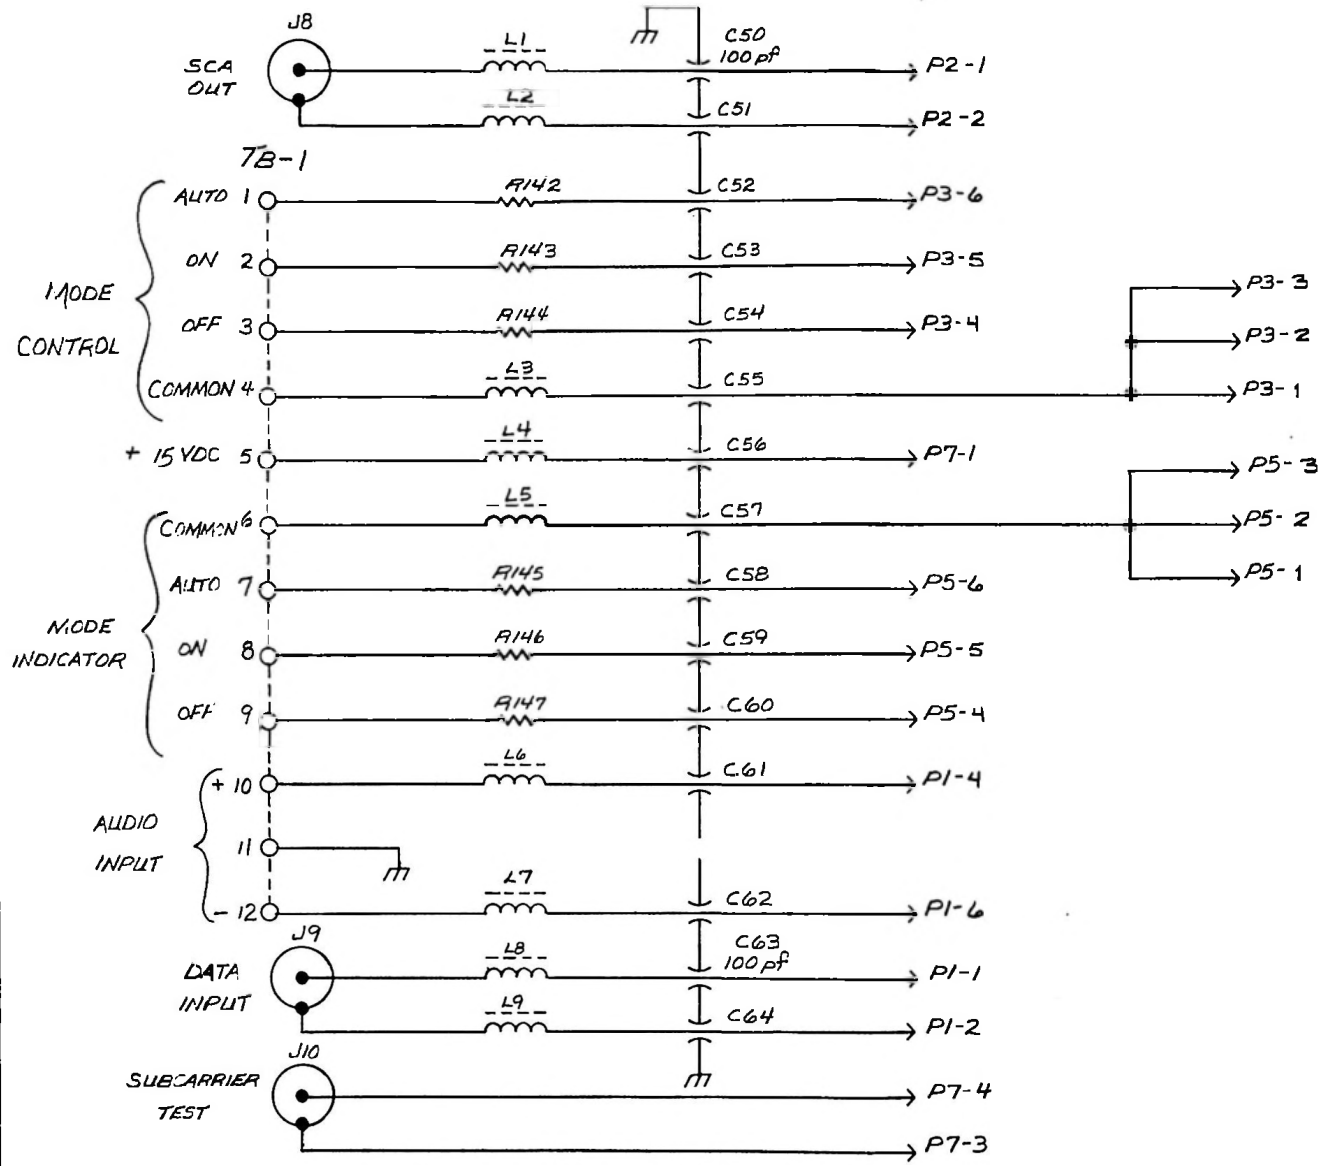 J8
SCA
OUT
L1
C50
100 pf
P2-1
L2
C51
P2-2
TB-1
MODE
CONTROL
AUTO 1
R142
C52
P3-6
ON 2
R143
C53
P3-5
OFF 3
R144
C54
P3-4
COMMON 4
L3
C55
P3-3
P3-2
P3-1
+ 15 VDC 5
L4
C56
P7-1
MODE
INDICATOR
COMMON 6
L5
C57
P5-3
P5-2
P5-1
AUTO 7
R145
C58
P5-6
ON 8
R146
C59
P5-5
OFF 9
R147
C60
P5-4
AUDIO
INPUT
+ 10
L6
C61
P1-4
11
- 12
L7
C62
P1-6
J9
DATA
INPUT
L8
C63
100 pf
P1-1
L9
C64
P1-2
J10
SUBCARRIER
TEST
P7-4
P7-3